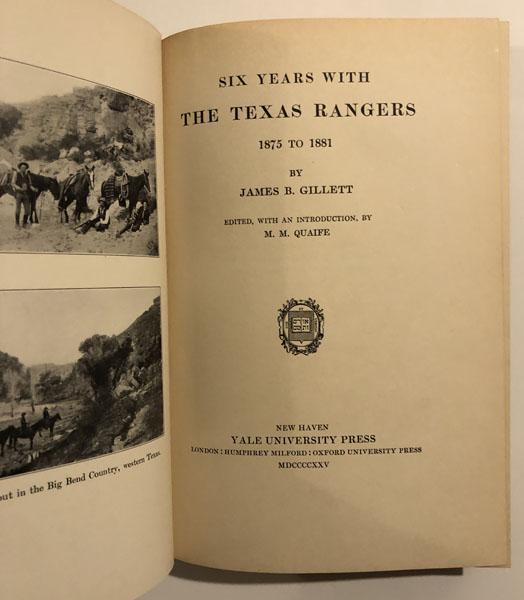 out in the Big Bend Country, western Texas.
SIX YEARS WITH
THE TEXAS RANGERS
1875 TO 1881
BY
JAMES B. GILLETT
EDITED, WITH AN INTRODUCTION, BY
M. M. QUAIFE
NEW HAVEN
YALE UNIVERSITY PRESS
LONDON : HUMPHREY MILFORD : OXFORD UNIVERSITY PRESS
MDCCCCXXV